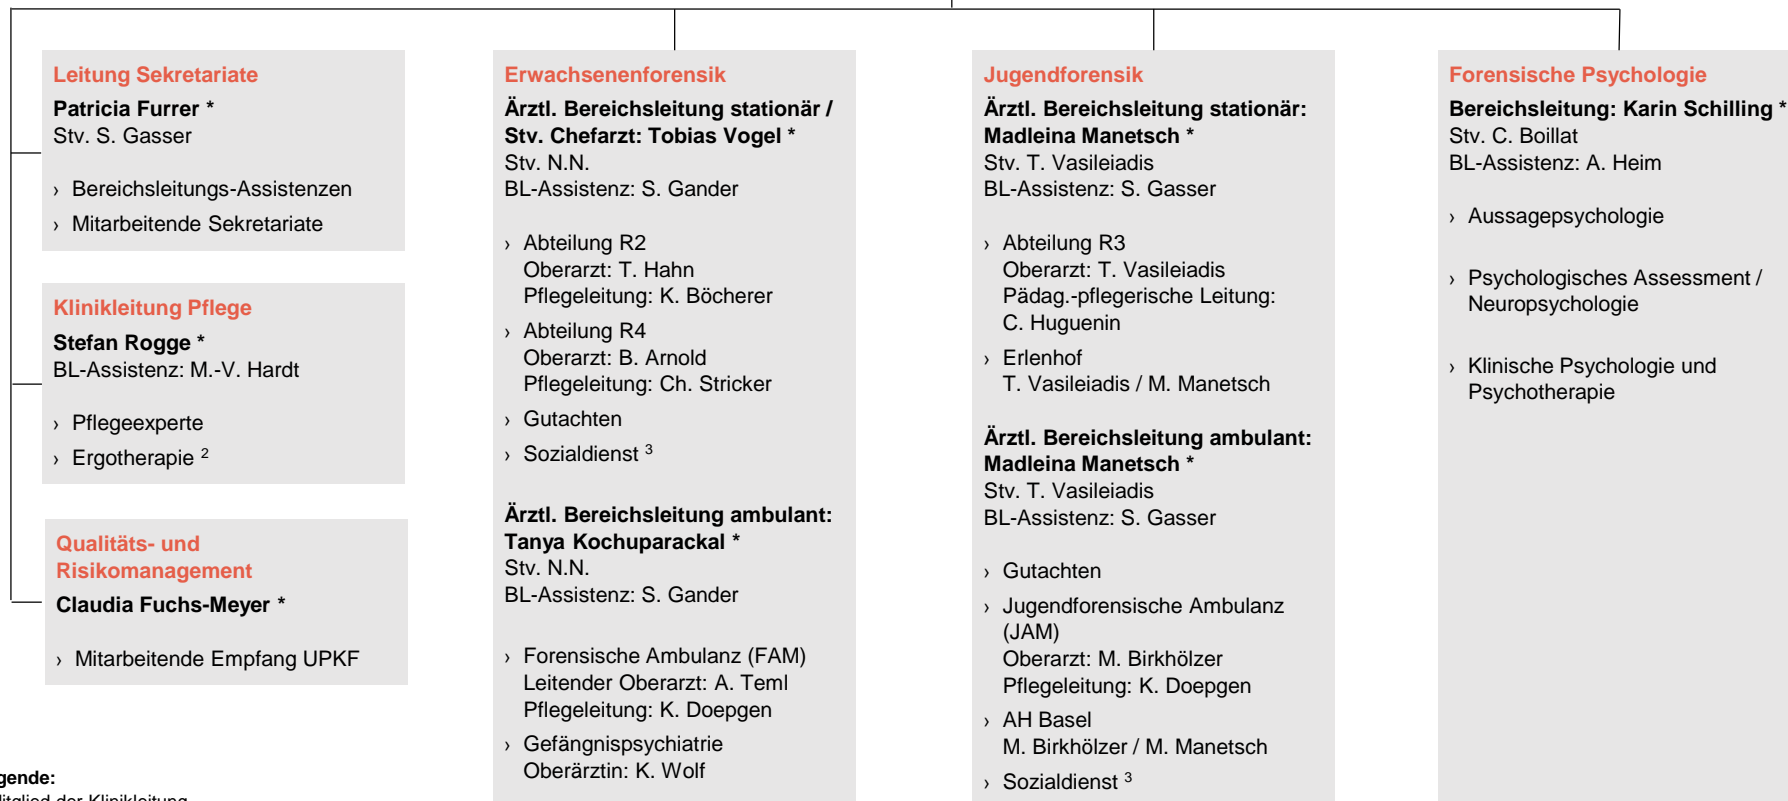 Leitung Sekretariate
Patricia Furrer *
Stv. S. Gasser
› Bereichsleitungs-Assistenzen
› Mitarbeitende Sekretariate
Klinikleitung Pflege
Stefan Rogge *
BL-Assistenz: M.-V. Hardt
› Pflegeexperte
› Ergotherapie ²
Qualitäts- und
Risikomanagement
Claudia Fuchs-Meyer *
› Mitarbeitende Empfang UPKF
Erwachsenenforensik
Ärztl. Bereichsleitung stationär /
Stv. Chefarzt: Tobias Vogel *
Stv. N.N.
BL-Assistenz: S. Gander
› Abteilung R2
Oberarzt: T. Hahn
Pflegeleitung: K. Böcherer
› Abteilung R4
Oberarzt: B. Arnold
Pflegeleitung: Ch. Stricker
› Gutachten
› Sozialdienst ³
Ärztl. Bereichsleitung ambulant:
Tanya Kochuparackal *
Stv. N.N.
BL-Assistenz: S. Gander
› Forensische Ambulanz (FAM)
Leitender Oberarzt: A. Teml
Pflegeleitung: K. Doepgen
› Gefängnispsychiatrie
Oberärztin: K. Wolf
Jugendforensik
Ärztl. Bereichsleitung stationär:
Madleina Manetsch *
Stv. T. Vasileiadis
BL-Assistenz: S. Gasser
› Abteilung R3
Oberarzt: T. Vasileiadis
Pädag.-pflegerische Leitung:
C. Huguenin
› Erlenhof
T. Vasileiadis / M. Manetsch
Ärztl. Bereichsleitung ambulant:
Madleina Manetsch *
Stv. T. Vasileiadis
BL-Assistenz: S. Gasser
› Gutachten
› Jugendforensische Ambulanz
(JAM)
Oberarzt: M. Birkhölzer
Pflegeleitung: K. Doepgen
› AH Basel
M. Birkhölzer / M. Manetsch
› Sozialdienst ³
Forensische Psychologie
Bereichsleitung: Karin Schilling *
Stv. C. Boillat
BL-Assistenz: A. Heim
› Aussagepsychologie
› Psychologisches Assessment /
Neuropsychologie
› Klinische Psychologie und
Psychotherapie
gende:
itglied der Klinikleitung